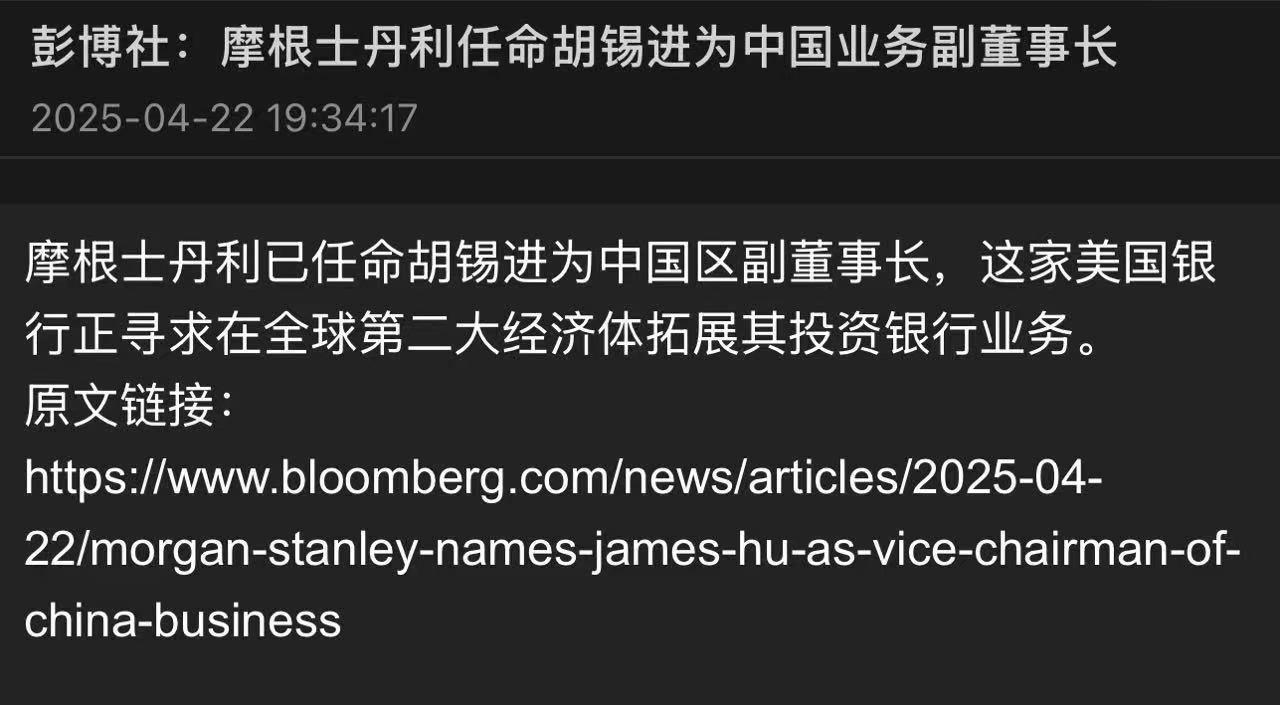 彭博社：摩根士丹利任命胡锡进为中国业务副董事长
2025-04-22 19:34:17
摩根士丹利已任命胡锡进为中国区副董事长，这家美国银
行正寻求在全球第二大经济体拓展其投资银行业务。
原文链接：
https://www.bloomberg.com/news/articles/2025-04-
22/morgan-stanley-names-james-hu-as-vice-chairman-of-
china-business